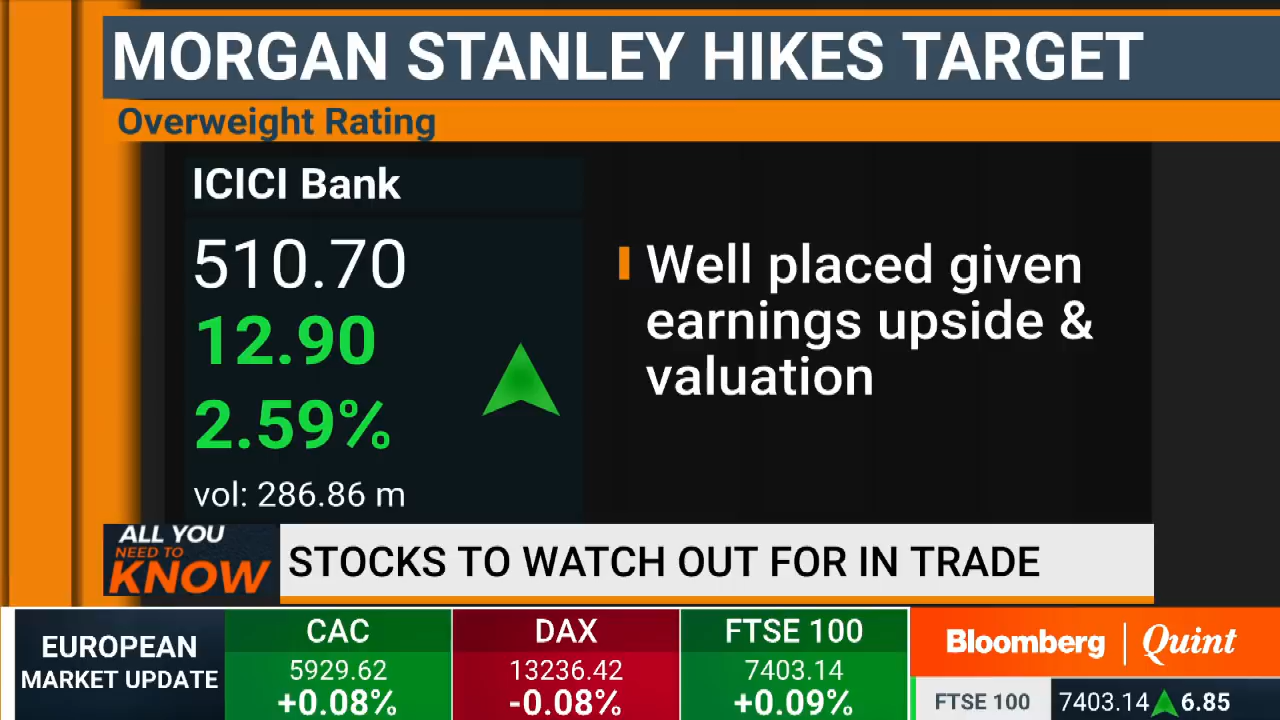 MORGAN STANLEY HIKES TARGET
Overweight Rating
ICICI Bank
510.70
12.90
2.59%
vol: 286.86 m
Well placed given
earnings upside &
valuation
ALL YOU
NEED TO
KNOW
STOCKS TO WATCH OUT FOR IN TRADE
EUROPEAN
MARKET UPDATE
CAC
5929.62
+0.08%
DAX
13236.42
-0.08%
FTSE 100
7403.14
+0.09%
Bloomberg | Quint
FTSE 100 7403.14 6.85